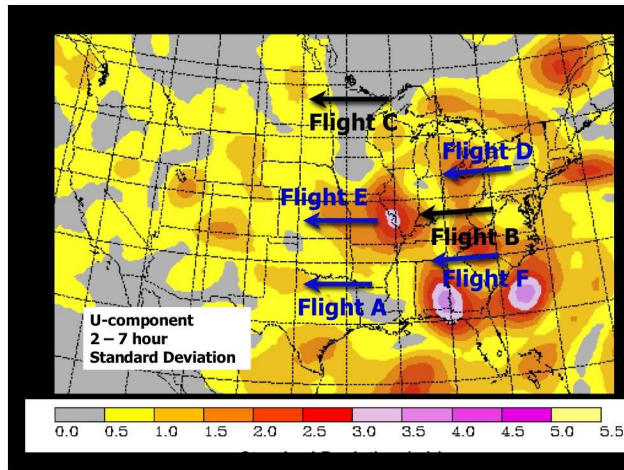 Flight C
Flight D
Flight E
Flight B
Flight F
Flight A
U-component
2 – 7 hour
Standard Deviation
0.0 0.5 1.0 1.5 2.0 2.5 3.0 3.5 4.0 4.5 5.0 5.5